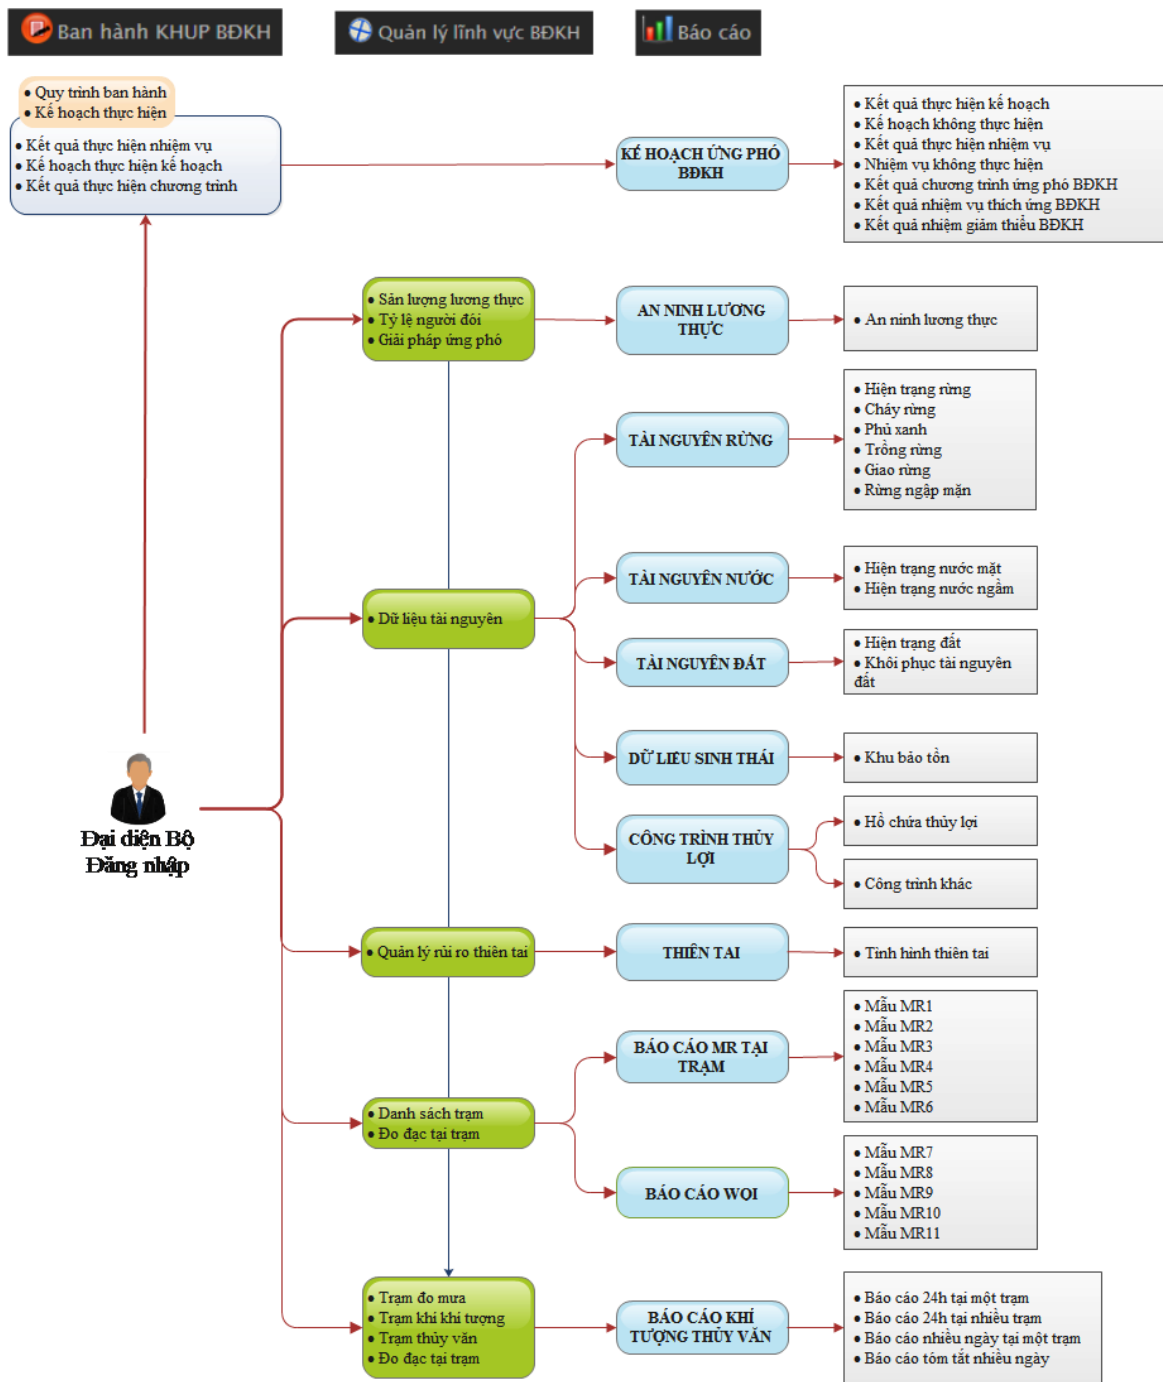 Ban hành KHUP BĐKH
Quản lý lĩnh vực BĐKH
Báo cáo
• Quy trình ban hành
• Kế hoạch thực hiện
• Kết quả thực hiện nhiệm vụ
• Kế hoạch thực hiện kế hoạch
• Kết quả thực hiện chương trình
KẾ HOẠCH ỨNG PHÓ
BĐKH
• Kết quả thực hiện kế hoạch
• Kế hoạch không thực hiện
• Kết quả thực hiện nhiệm vụ
• Nhiệm vụ không thực hiện
• Kết quả chương trình ứng phó BĐKH
• Kết quả nhiệm vụ thích ứng BĐKH
• Kết quả nhiệm giảm thiểu BĐKH
• Sản lượng lương thực
• Tỷ lệ người đói
• Giải pháp ứng phó
AN NINH LƯƠNG
THỰC
• An ninh lương thực
TÀI NGUYÊN RỪNG
• Hiện trạng rừng
• Cháy rừng
• Phủ xanh
• Trồng rừng
• Giao rừng
• Rừng ngập mặn
• Dữ liệu tài nguyên
TÀI NGUYÊN NƯỚC
• Hiện trạng nước mặt
• Hiện trạng nước ngầm
TÀI NGUYÊN ĐẤT
• Hiện trạng đất
• Khôi phục tài nguyên
đất
DỮ LIỆU SINH THÁI
• Khu bảo tồn
Đại diện Bộ
Đăng nhập
CÔNG TRÌNH THỦY
LỢI
• Hồ chứa thủy lợi
• Công trình khác
• Quản lý rủi ro thiên tai
THIÊN TAI
• Tình hình thiên tai
BÁO CÁO MR TẠI
TRẠM
• Mẫu MR1
• Mẫu MR2
• Mẫu MR3
• Mẫu MR4
• Mẫu MR5
• Mẫu MR6
• Danh sách trạm
• Đo đạc tại trạm
BÁO CÁO WQI
• Mẫu MR7
• Mẫu MR8
• Mẫu MR9
• Mẫu MR10
• Mẫu MR11
• Trạm đo mưa
• Trạm khí khí tượng
• Trạm thủy văn
• Đo đạc tại trạm
BÁO CÁO KHÍ
TƯỢNG THỦY VĂN
• Báo cáo 24h tại một trạm
• Báo cáo 24h tại nhiều trạm
• Báo cáo nhiều ngày tại một trạm
• Báo cáo tóm tắt nhiều ngày